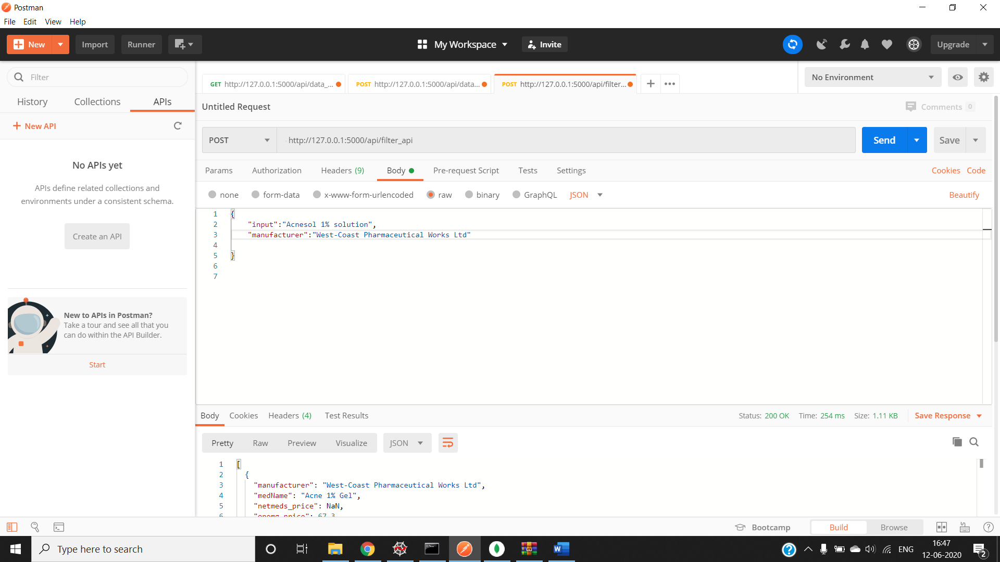 Postman
File Edit View Help
New Import Runner My Workspace Invite Upgrade
Filter
History Collections APIs
New API
No APIs yet
APIs define related collections and
environments under a consistent schema.
Create an API
New to APIs in Postman?
Take a tour and see all that you
can do within the API Builder.
Start
GET http://127.0.0.1:5000/api/data_... POST http://127.0.0.1:5000/api/data... POST http://127.0.0.1:5000/api/filter...
No Environment
Untitled Request
Comments 0
POST http://127.0.0.1:5000/api/filter_api Send Save
Params Authorization Headers (9) Body Pre-request Script Tests Settings Cookies Code
none form-data x-www-form-urlencoded raw binary GraphQL JSON Beautify
1 {
2 "input":"Acnesol 1% solution",
3 "manufacturer":"West-Coast Pharmaceutical Works Ltd"
4
5 }
6
7
Body Cookies Headers (4) Test Results Status: 200 OK Time: 254 ms Size: 1.11 KB Save Response
Pretty Raw Preview Visualize JSON
1 [
2 {
3 "manufacturer": "West-Coast Pharmaceutical Works Ltd",
4 "medName": "Acne 1% Gel",
5 "netmeds_price": NaN,
Bootcamp Build Browse
Type here to search
ENG
16:47
12-06-2020
2